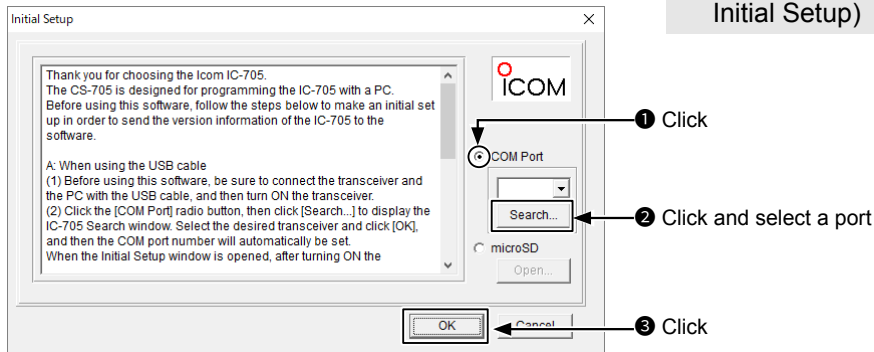 Initial Setup)
Initial Setup
Thank you for choosing the Icom IC-705.
The CS-705 is designed for programming the IC-705 with a PC.
Before using this software, follow the steps below to make an initial set
up in order to send the version information of the IC-705 to the
software.
A: When using the USB cable
(1) Before using this software, be sure to connect the transceiver and
the PC with the USB cable, and then turn ON the transceiver.
(2) Click the [COM Port] radio button, then click [Search...] to display the
IC-705 Search window. Select the desired transceiver and click [OK],
and then the COM port number will automatically be set.
When the Initial Setup window is opened, after turning ON the
ICOM
❶ Click
COM Port
Search...
❷ Click and select a port
microSD
Open...
OK
Cancel
❸ Click